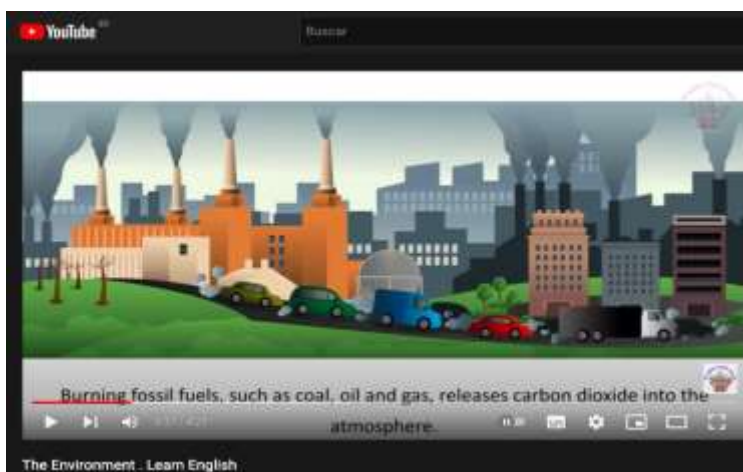 YouTube
Buscar
Burning fossil fuels, such as coal, oil and gas, releases carbon dioxide into the
atmosphere.
The Environment . Learn English